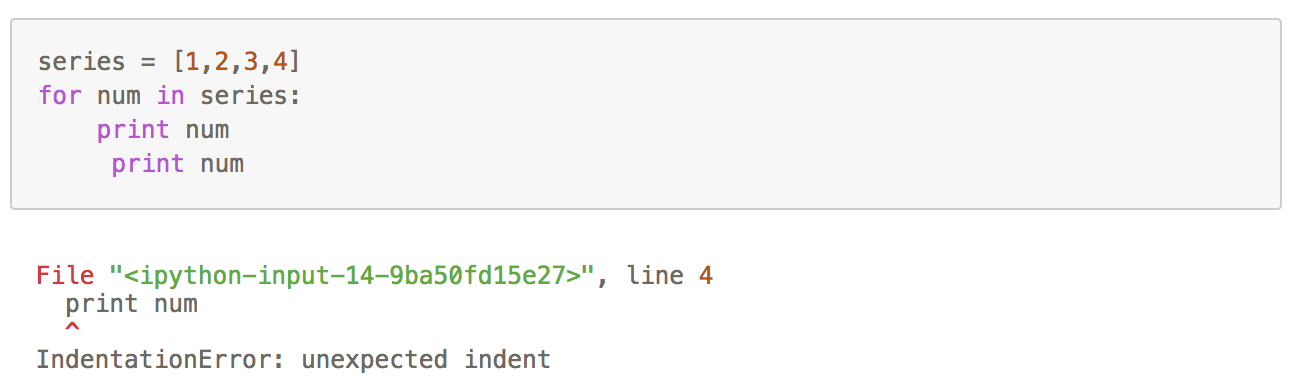 series = [1,2,3,4]
for num in series:
    print num
     print num
File "<ipython-input-14-9ba50fd15e27>", line 4
  print num
  ^
IndentationError: unexpected indent